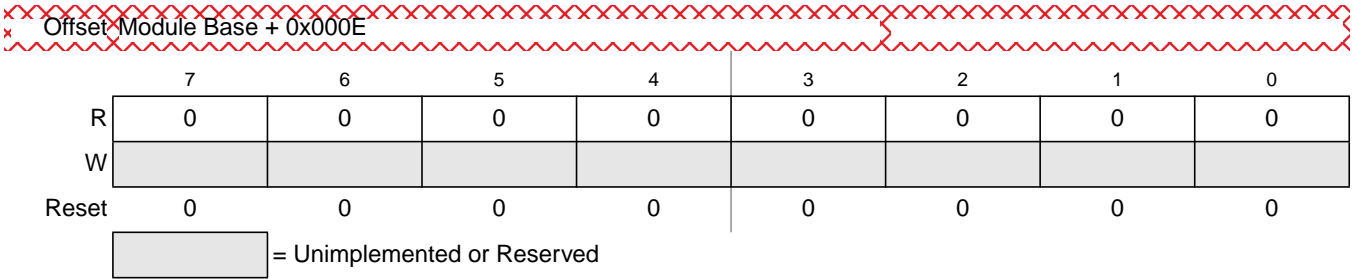 Offset Module Base + 0x000E
7 6 5 4 3 2 1 0
R 0 0 0 0 0 0 0 0
W
Reset 0 0 0 0 0 0 0 0
= Unimplemented or Reserved